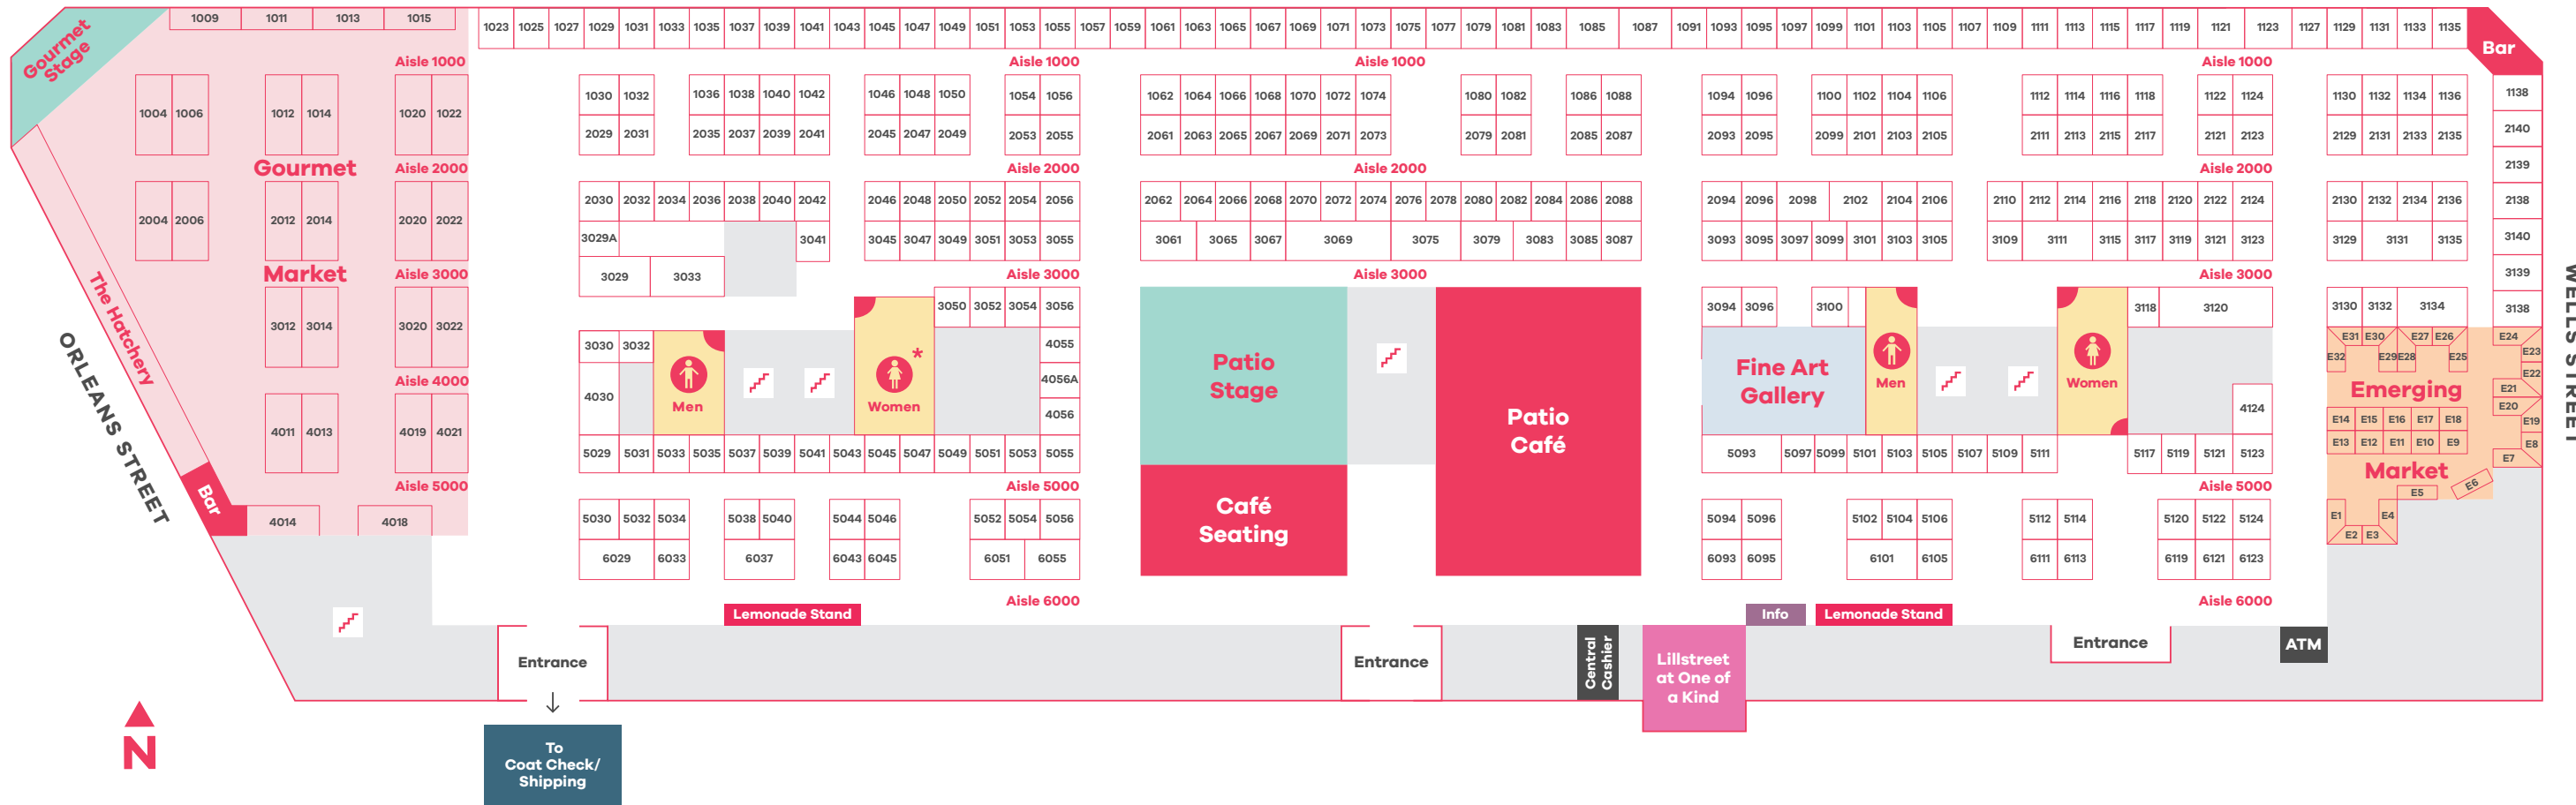 1009 1011 1013 1015
1023 1025 1027 1029 1031 1033 1035 1037 1039 1041 1043 1045 1047 1049 1051 1053 1055 1057 1059 1061 1063 1065 1067 1069 1071 1073 1075 1077 1079 1081 1083 1085 1087 1091 1093 1095 1097 1099 1101 1103 1105 1107 1109 1111 1113 1115 1117 1119 1121 1123 1127 1129 1131 1133 1135
Bar
Gourmet
Stage
Aisle 1000 Aisle 1000 Aisle 1000 Aisle 1000
1004 1006 1012 1014 1020 1022
1030 1032 1036 1038 1040 1042 1046 1048 1050 1054 1056 1062 1064 1066 1068 1070 1072 1074 1080 1082 1086 1088 1094 1096 1100 1102 1104 1106 1112 1114 1116 1118 1122 1124 1130 1132 1134 1136
2029 2031 2035 2037 2039 2041 2045 2047 2049 2053 2055 2061 2063 2065 2067 2069 2071 2073 2079 2081 2085 2087 2093 2095 2099 2101 2103 2105 2111 2113 2115 2117 2121 2123 2129 2131 2133 2135
1138
2140
2139
2138
3140
3139
3138
Gourmet
Market
Aisle 2000 Aisle 2000 Aisle 2000 Aisle 2000
2004 2006 2012 2014 2020 2022
2030 2032 2034 2036 2038 2040 2042 2046 2048 2050 2052 2054 2056 2062 2064 2066 2068 2070 2072 2074 2076 2078 2080 2082 2084 2086 2088 2094 2096 2098 2102 2104 2106 2110 2112 2114 2116 2118 2120 2122 2124 2130 2132 2134 2136
3029A 3041 3045 3047 3049 3051 3053 3055 3061 3065 3067 3069 3075 3079 3083 3085 3087 3093 3095 3097 3099 3101 3103 3105 3109 3111 3115 3117 3119 3121 3123 3129 3131 3135
3029 3033
Aisle 3000 Aisle 3000 Aisle 3000 Aisle 3000
The Hatchery
ORLEANS STREET
WELLS STREET
3012 3014 3020 3022
3050 3052 3054 3056 3094 3096 3100 3118 3120 3130 3132 3134
3030 3032 4055
4030 4056A
4056 4124
Men
*
Women
Patio
Stage
Patio
Café
Café
Seating
Fine Art
Gallery
Men
Women
E31 E30 E27 E26 E24
E32 E29 E28 E25 E23
E22
Emerging
E21
E20
E14 E15 E16 E17 E18 E19
E13 E12 E11 E10 E9 E8
E7
Market
E6
E5
E1 E4
E2 E3
Aisle 4000
4011 4013 4019 4021
5029 5031 5033 5035 5037 5039 5041 5043 5045 5047 5049 5051 5053 5055 5093 5097 5099 5101 5103 5105 5107 5109 5111 5117 5119 5121 5123
Aisle 5000 Aisle 5000 Aisle 5000
Bar
4014 4018
5030 5032 5034 5038 5040 5044 5046 5052 5054 5056 5094 5096 5102 5104 5106 5112 5114 5120 5122 5124
6029 6033 6037 6043 6045 6051 6055 6093 6095 6101 6105 6111 6113 6119 6121 6123
Aisle 6000 Aisle 6000
Lemonade Stand Info Lemonade Stand
Entrance Entrance Entrance
Central
Cashier
Lillstreet
at One of
a Kind
ATM
N
To
Coat Check/
Shipping